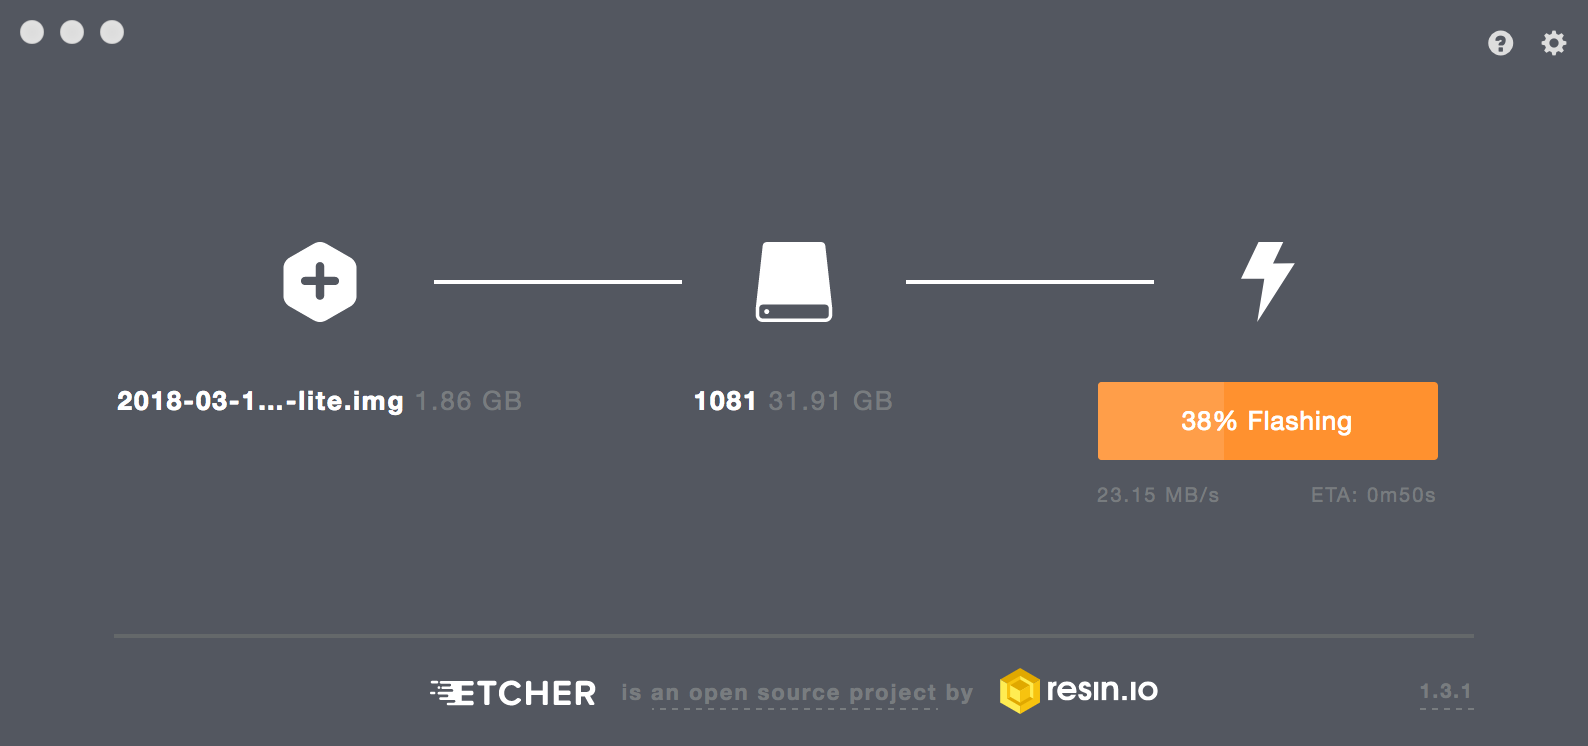 2018-03-1...-lite.img 1.86 GB
1081 31.91 GB
38% Flashing
23.15 MB/s ETA: 0m50s
ETCHER is an open source project by resin.io
1.3.1